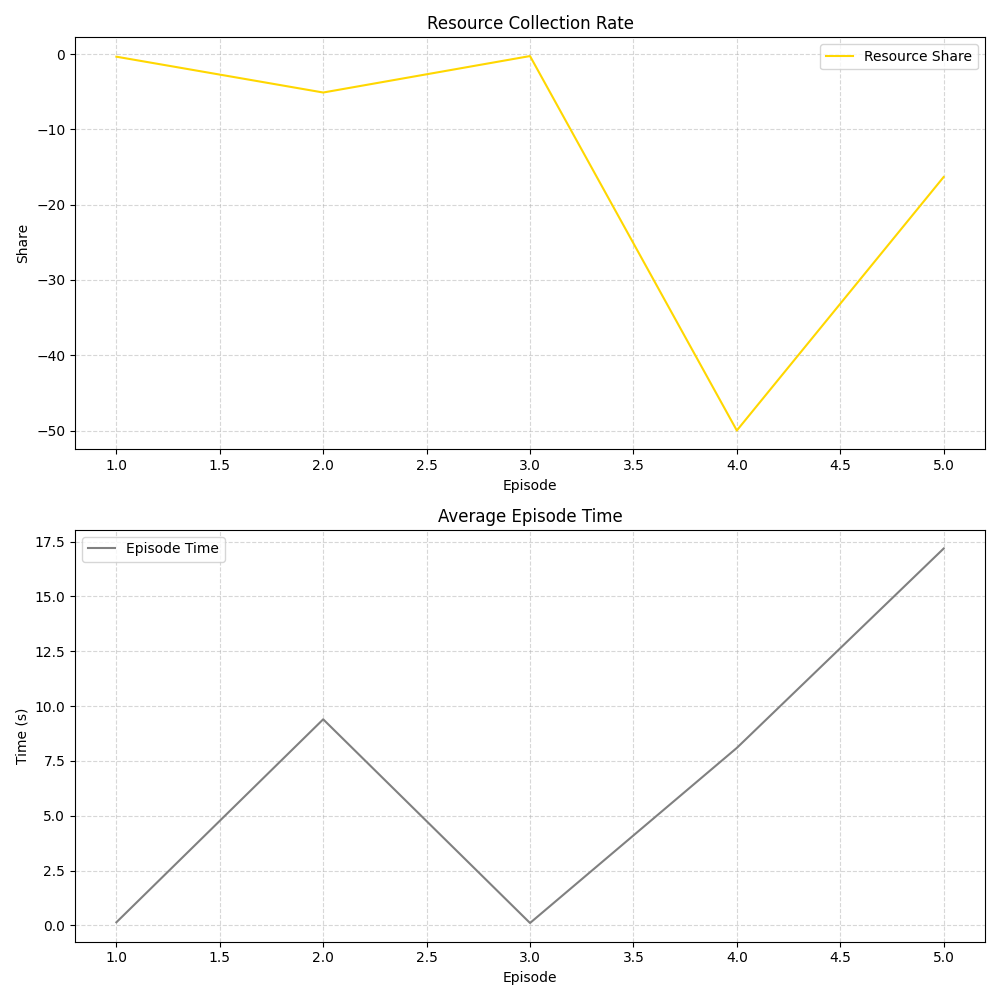 Resource Collection Rate
Resource Share
0
−10
−20
−30
−40
−50
Share
1.0 1.5 2.0 2.5 3.0 3.5 4.0 4.5 5.0
Episode
Average Episode Time
Episode Time
17.5
15.0
12.5
10.0
7.5
5.0
2.5
0.0
Time (s)
1.0 1.5 2.0 2.5 3.0 3.5 4.0 4.5 5.0
Episode